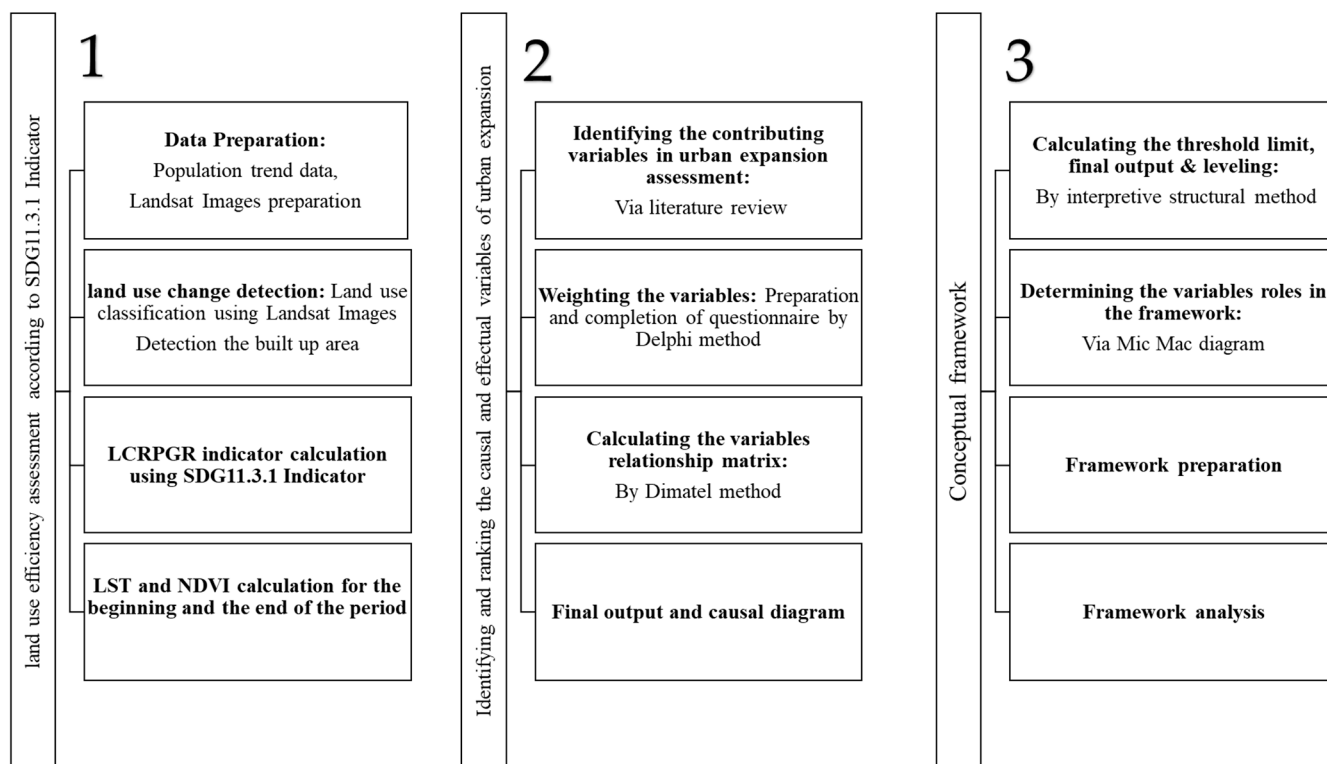 1
land use efficiency assessment according to SDG11.3.1 Indicator
Data Preparation:
Population trend data,
Landsat Images preparation
land use change detection: Land use
classification using Landsat Images
Detection the built up area
LCRPGR indicator calculation
using SDG11.3.1 Indicator
LST and NDVI calculation for the
beginning and the end of the period
2
Identifying and ranking the causal and effectual variables of urban expansion
Identifying the contributing
variables in urban expansion
assessment:
Via literature review
Weighting the variables: Preparation
and completion of questionnaire by
Delphi method
Calculating the variables
relationship matrix:
By Dimatel method
Final output and causal diagram
3
Conceptual framework
Calculating the threshold limit,
final output & leveling:
By interpretive structural method
Determining the variables roles in
the framework:
Via Mic Mac diagram
Framework preparation
Framework analysis